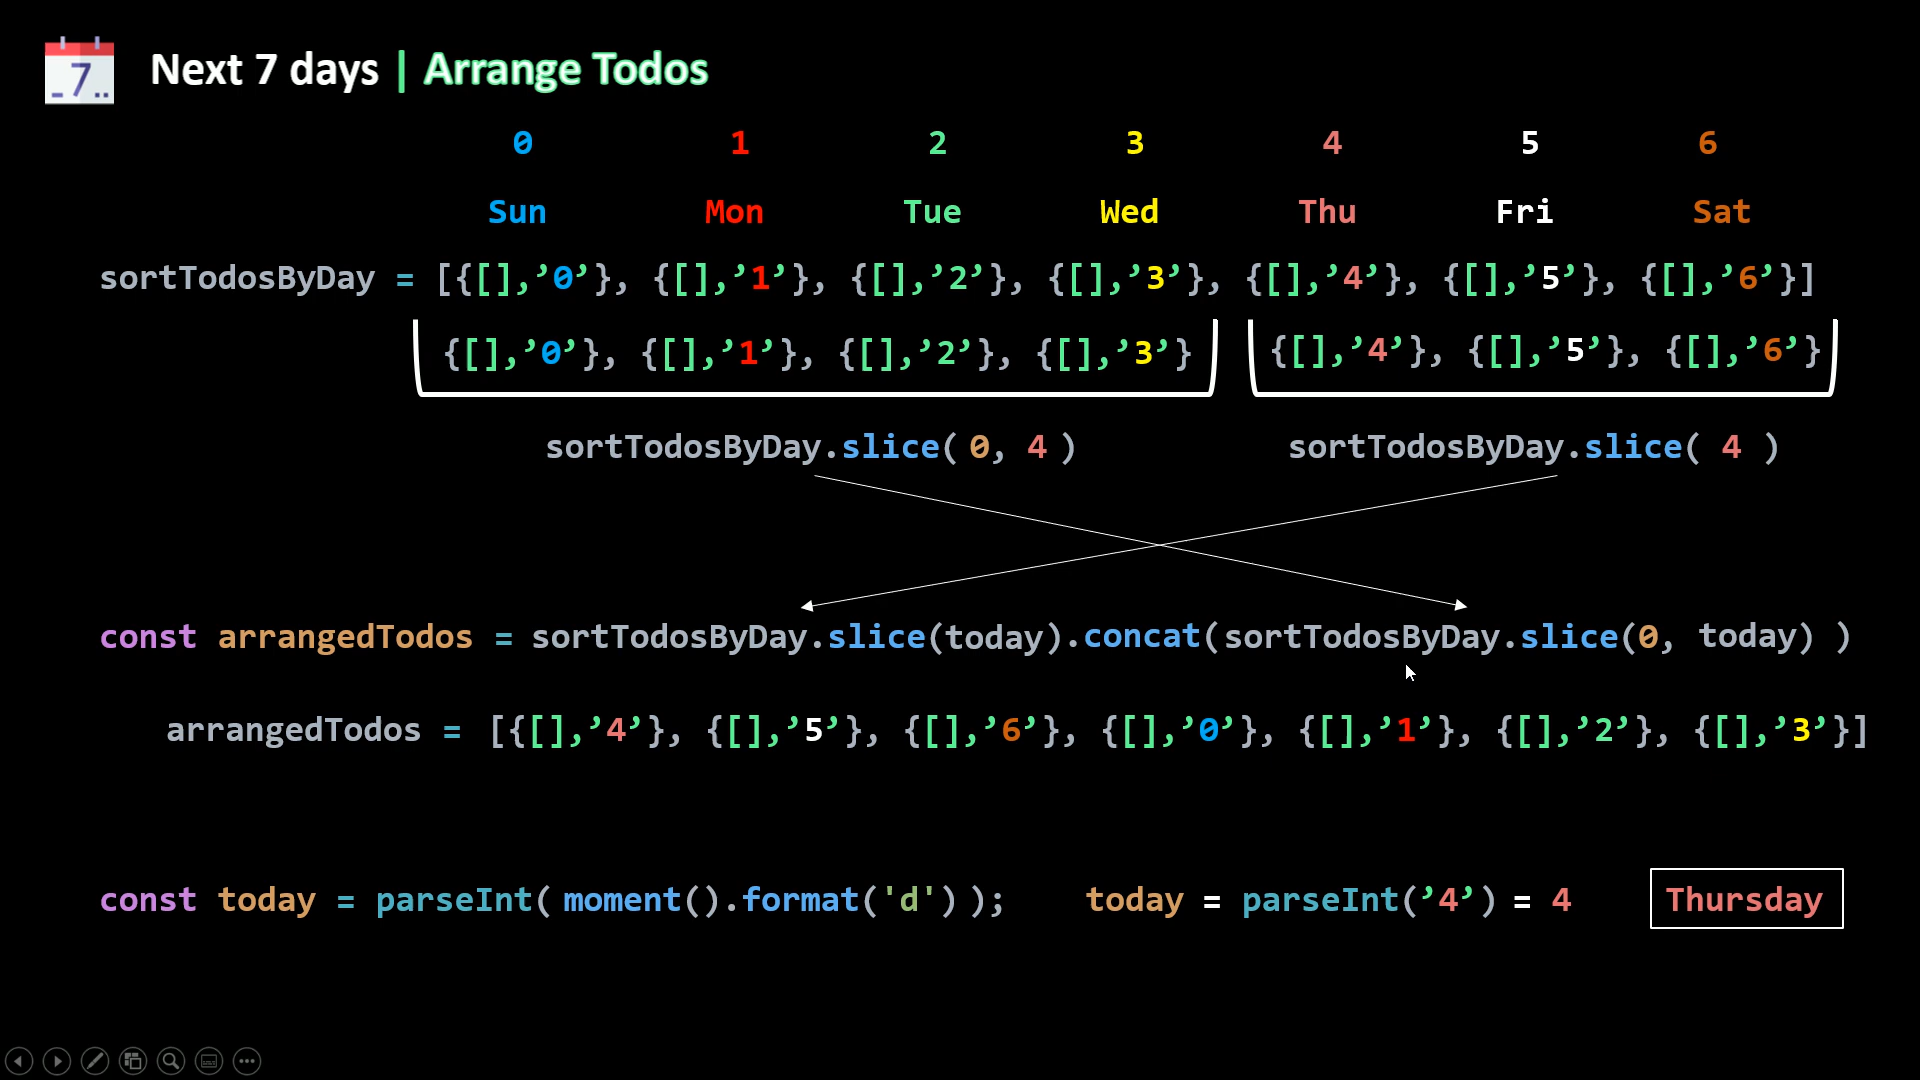 7
Next 7 days | Arrange Todos
0 1 2 3 4 5 6
Sun Mon Tue Wed Thu Fri Sat
sortTodosByDay = [{[],’0’}, {[],’1’}, {[],’2’}, {[],’3’}, {[],’4’}, {[],’5’}, {[],’6’}]
{[],’0’}, {[],’1’}, {[],’2’}, {[],’3’} {[],’4’}, {[],’5’}, {[],’6’}
sortTodosByDay.slice( 0, 4 ) sortTodosByDay.slice( 4 )
const arrangedTodos = sortTodosByDay.slice(today).concat(sortTodosByDay.slice(0, today) )
arrangedTodos = [{[],’4’}, {[],’5’}, {[],’6’}, {[],’0’}, {[],’1’}, {[],’2’}, {[],’3’}]
const today = parseInt( moment().format('d') ); today = parseInt(’4’) = 4 Thursday